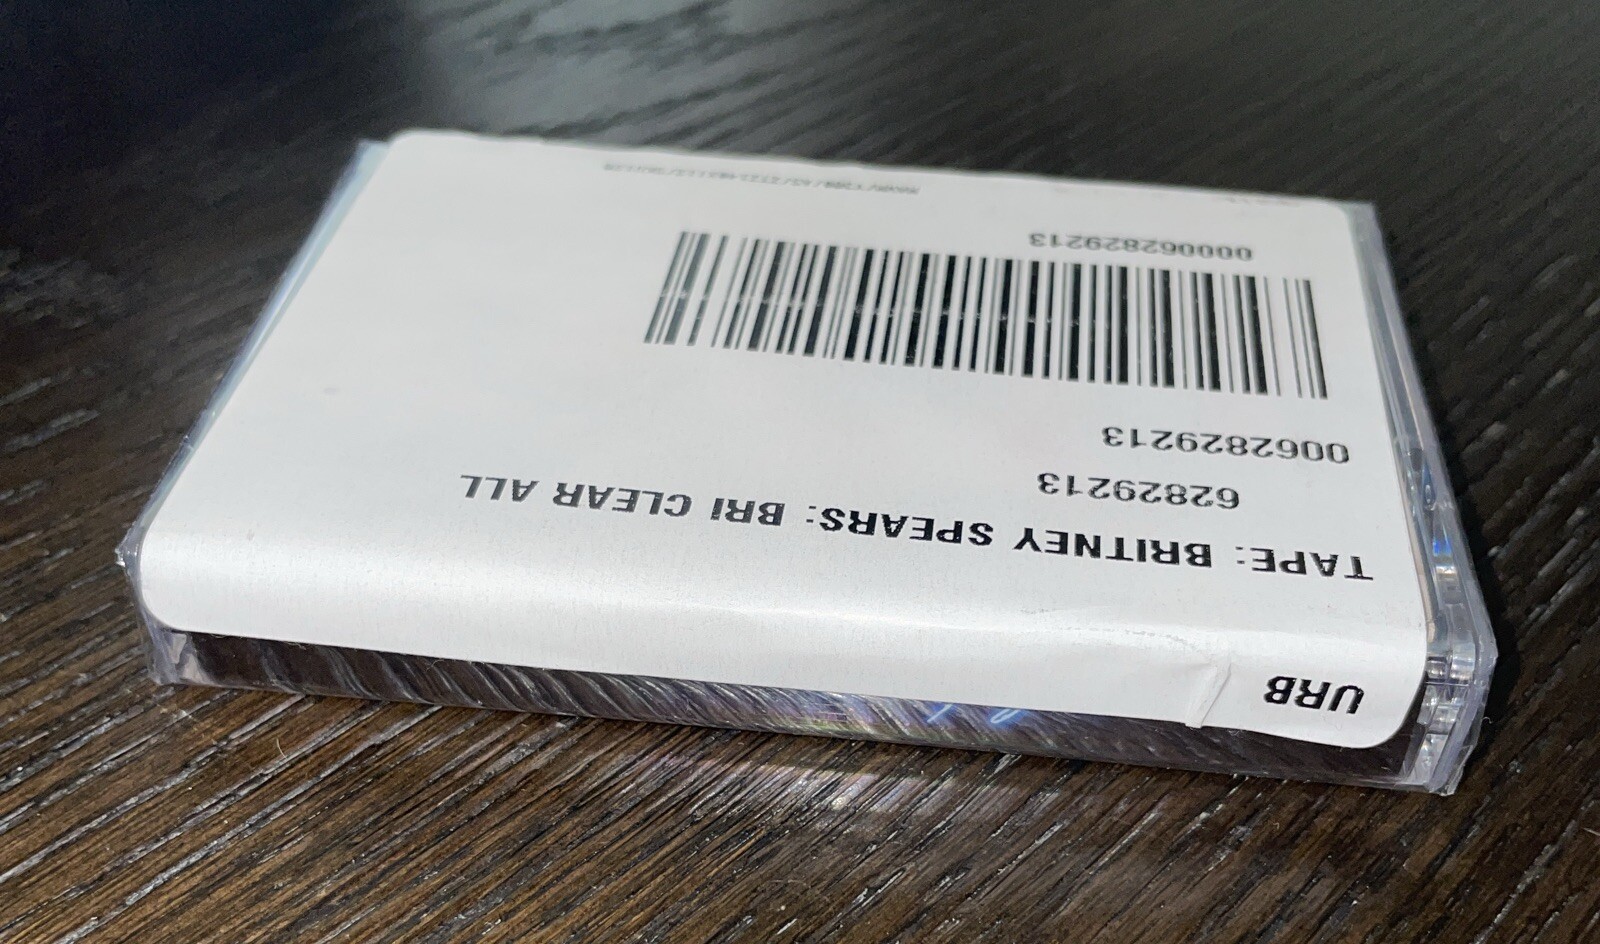 URB
TAPE: BRITNEY SPEARS: BRI CLEAR ALL
62829213
0062829213
000062829213